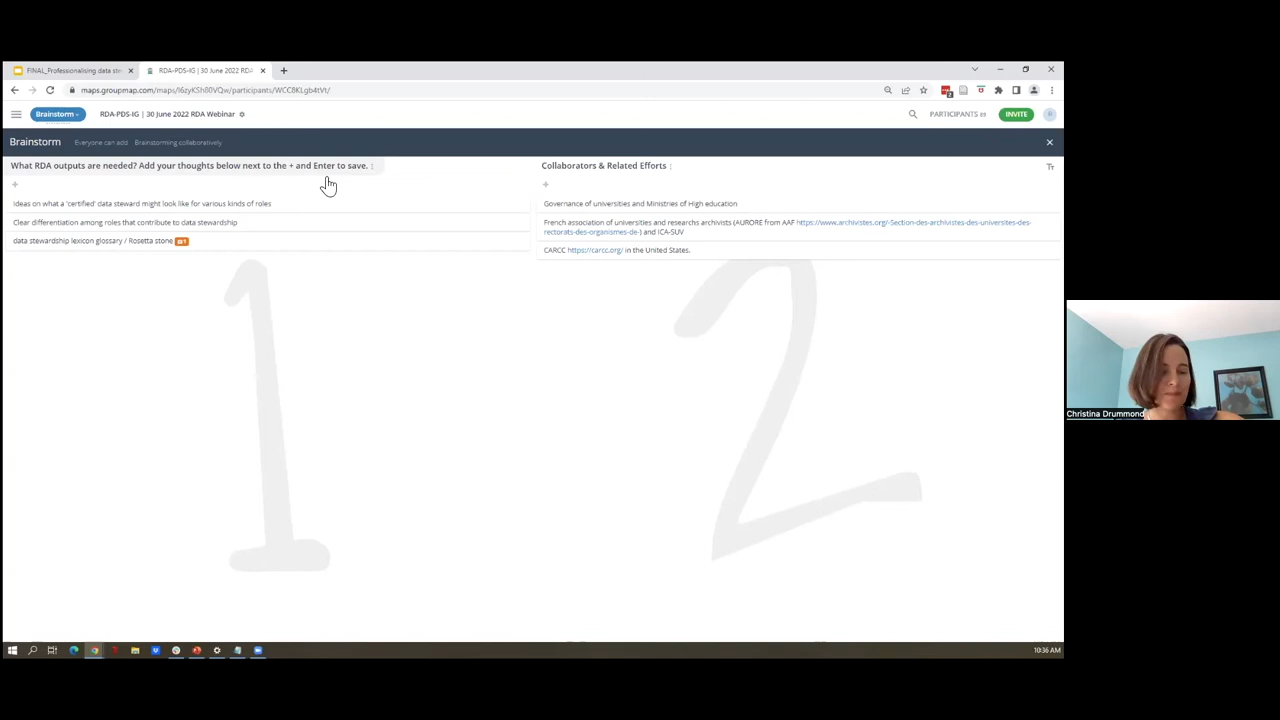 FINAL_Professionalising data ste
RDA-PDS-IG | 30 June 2022 RDA
maps.groupmap.com/maps/I6zyKSh80VQw/participants/WCC8KLgb4tVt/
Brainstorm
RDA-PDS-IG | 30 June 2022 RDA Webinar
PARTICIPANTS
INVITE
Brainstorm Everyone can add Brainstorming collaboratively
What RDA outputs are needed? Add your thoughts below next to the + and Enter to save.
+
Ideas on what a 'certified' data steward might look like for various kinds of roles
Clear differentiation among roles that contribute to data stewardship
data stewardship lexicon glossary / Rosetta stone
1
Collaborators & Related Efforts
+
Governance of universities and Ministries of High education
French association of universities and researchs archivists (AURORE from AAF https://www.archivistes.org/-Section-des-archivistes-des-universites-des-
rectorats-des-organismes-de-) and ICA-SUV
CARCC https://carcc.org/ in the United States.
2
Christina Drummond
10:36 AM